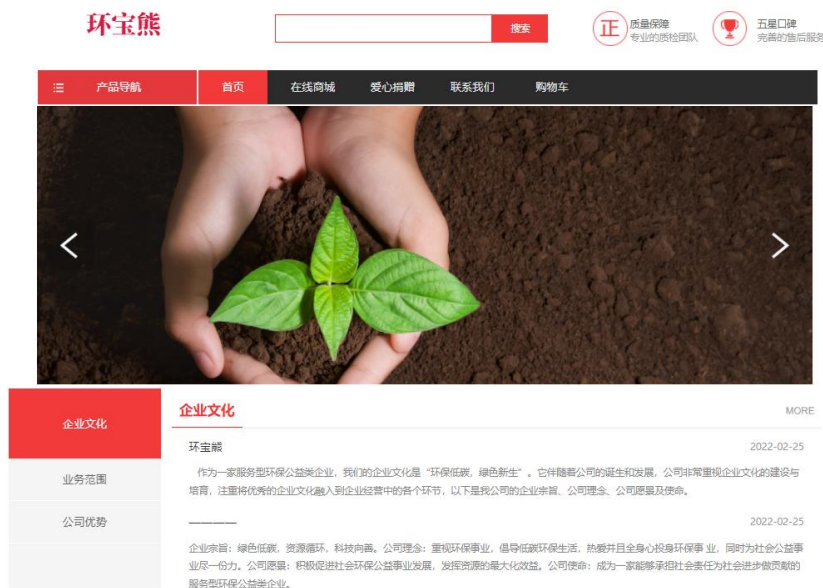 环宝熊
搜索
正
质量保障
专业的质检团队
五星口碑
完善的售后服务
产品导航
首页
在线商城
爱心捐赠
联系我们
购物车
企业文化
业务范围
公司优势
企业文化
MORE
环宝熊
2022-02-25
作为一家服务型环保公益类企业，我们的企业文化是“环保低碳，绿色新生”。它伴随着公司的诞生和发展，公司非常重视企业文化的建设与
培育，注重将优秀的企业文化融入到企业经营中的各个环节，以下是我公司的企业宗旨、公司理念、公司愿景及使命。
————
2022-02-25
企业宗旨：绿色低碳，资源循环，科技向善。公司理念：重视环保事业，倡导低碳环保生活，热爱并且全身心投身环保事 业，同时为社会公益事
业尽一份力。公司愿景：积极促进社会环保公益事业发展，发挥资源的最大化效益。公司使命：成为一家能够承担社会责任为社会进步做贡献的
服务型环保公益类企业。